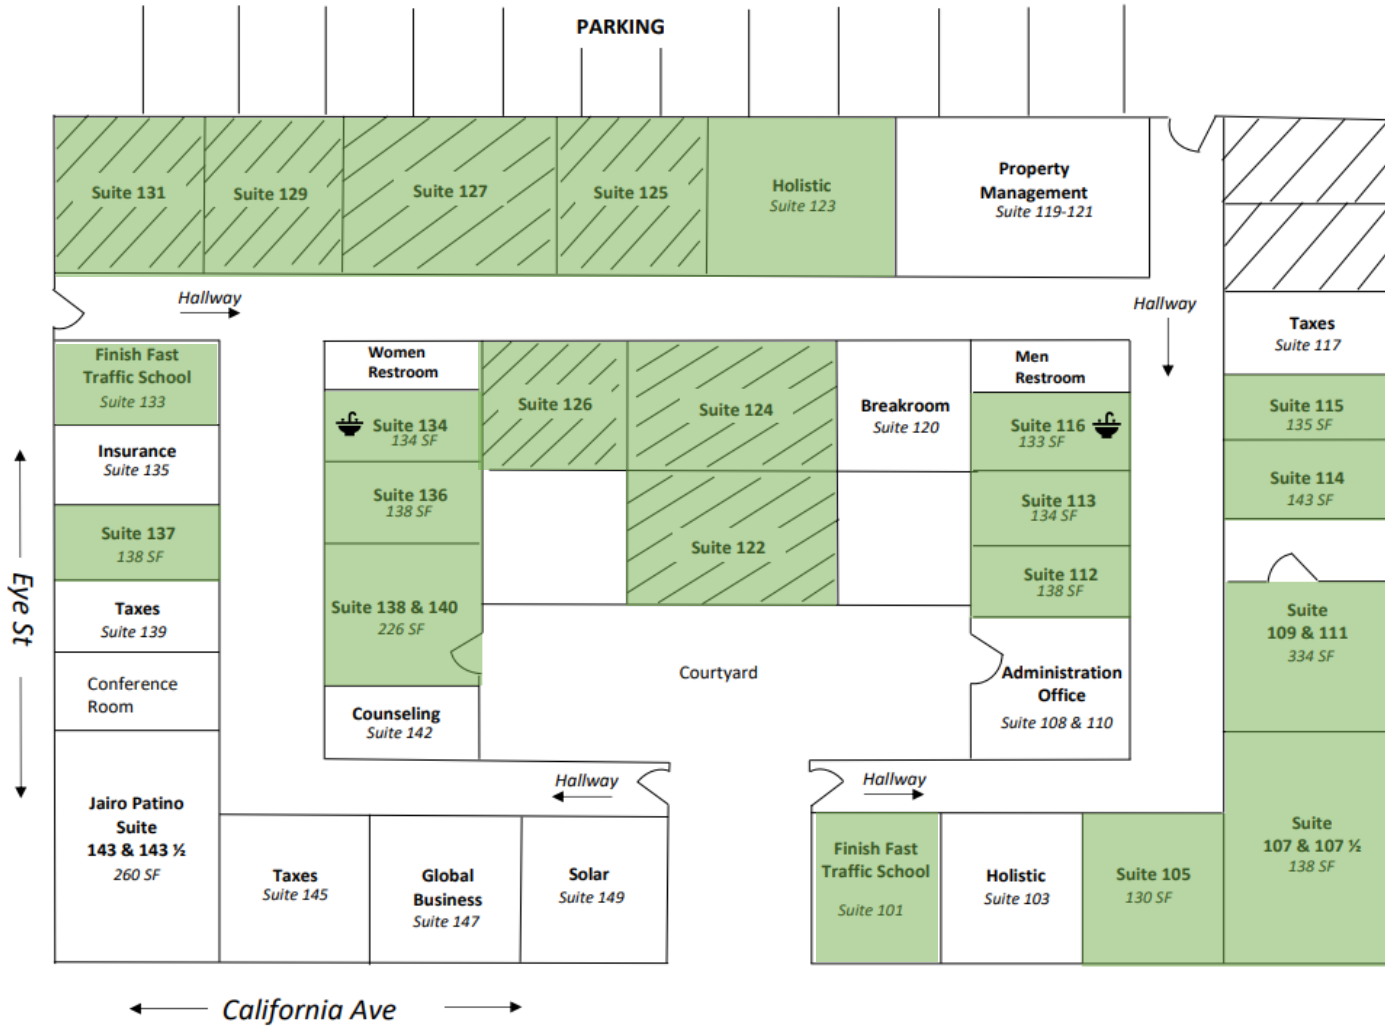 PARKING
Suite 131
Suite 129
Suite 127
Suite 125
Holistic
Suite 123
Property
Management
Suite 119-121
Hallway
Hallway
Taxes
Suite 117
Finish Fast
Traffic School
Suite 133
Women
Restroom
Suite 126
Suite 124
Breakroom
Suite 120
Men
Restroom
Suite 134
134 SF
Suite 116
133 SF
Suite 115
135 SF
Insurance
Suite 135
Suite 136
138 SF
Suite 113
134 SF
Suite 114
143 SF
Suite 137
138 SF
Suite 122
Suite 112
138 SF
Eye St
Taxes
Suite 139
Suite 138 & 140
226 SF
Suite
109 & 111
334 SF
Conference
Room
Courtyard
Administration
Office
Suite 108 & 110
Counseling
Suite 142
Hallway
Hallway
Jairo Patino
Suite
143 & 143 ½
260 SF
Taxes
Suite 145
Global
Business
Suite 147
Solar
Suite 149
Finish Fast
Traffic School
Suite 101
Holistic
Suite 103
Suite 105
130 SF
Suite
107 & 107 ½
138 SF
California Ave